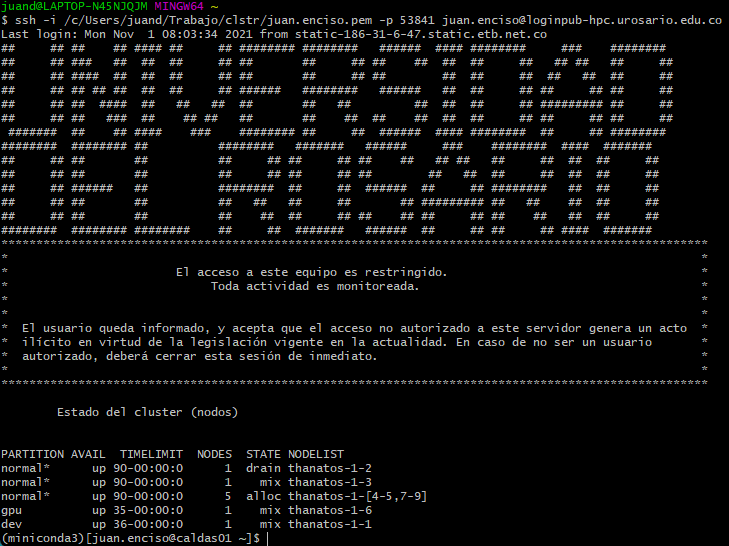 juand@LAPTOP-N45NJQJM MINGW64 ~
$ ssh -i /c/Users/juand/Trabajo/clstr/juan.enciso.pem -p 53841 juan.enciso@loginpub-hpc.urosario.edu.co
Last login: Mon Nov  1 08:03:34 2021 from static-186-31-6-47.static.etb.net.co
UNIVERSIDAD
DEL ROSARIO
El acceso a este equipo es restringido.
Toda actividad es monitoreada.
El usuario queda informado, y acepta que el acceso no autorizado a este servidor genera un acto
ilícito en virtud de la legislación vigente en la actualidad. En caso de no ser un usuario
autorizado, deberá cerrar esta sesión de inmediato.
Estado del cluster (nodos)
PARTITION AVAIL  TIMELIMIT  NODES  STATE NODELIST
normal*      up 90-00:00:0      1  drain thanatos-1-2
normal*      up 90-00:00:0      1    mix thanatos-1-3
normal*      up 90-00:00:0      5  alloc thanatos-1-[4-5,7-9]
gpu          up 35-00:00:0      1    mix thanatos-1-6
dev          up 36-00:00:0      1    mix thanatos-1-1
(miniconda3)[juan.enciso@caldas01 ~]$